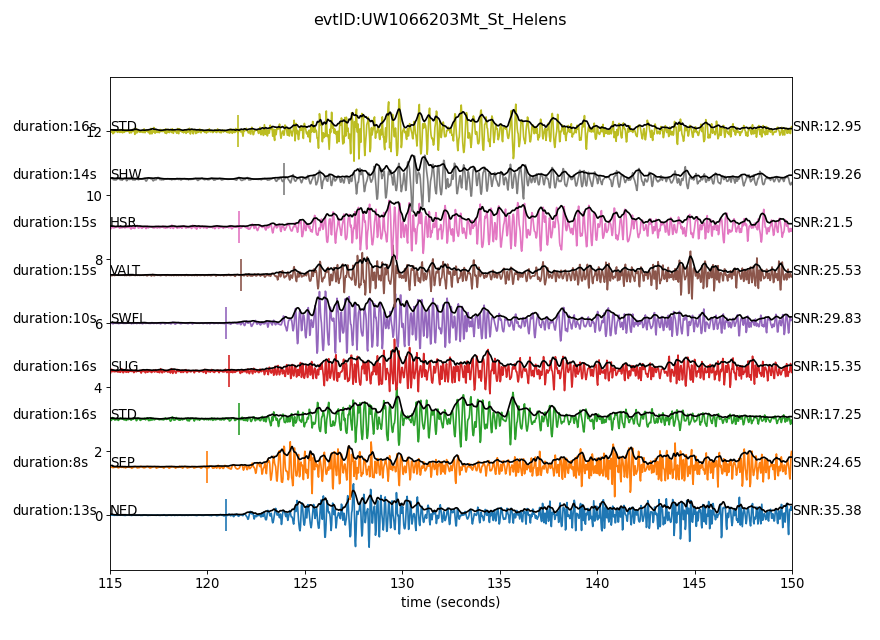 evtID:UW1066203Mt_St_Helens
duration:16s STD SNR:12.95
12
duration:14s SHW SNR:19.26
10
duration:15s HSR SNR:21.5
8
duration:15s VALT SNR:25.53
duration:10s SWFL SNR:29.83
6
duration:16s SUG SNR:15.35
4
duration:16s STD SNR:17.25
2
duration:8s SEP SNR:24.65
duration:13s NED SNR:35.38
0
115 120 125 130 135 140 145 150
time (seconds)